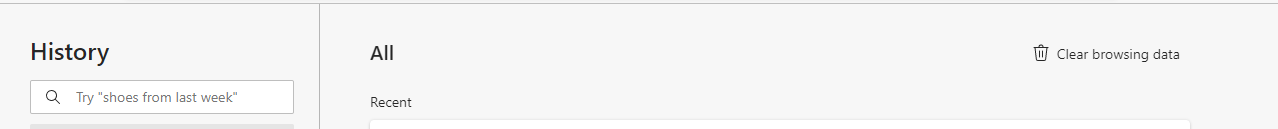 History
All
Clear browsing data
Try "shoes from last week"
Recent